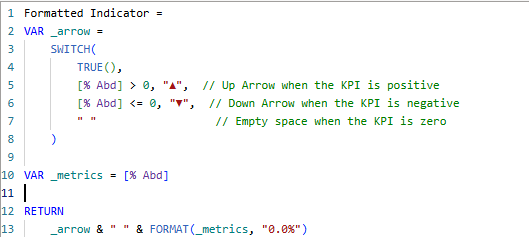 1 Formatted Indicator =
2 VAR _arrow =
3 SWITCH(
4 TRUE(),
5 [% Abd] > 0, "▲", // Up Arrow when the KPI is positive
6 [% Abd] <= 0, "▼", // Down Arrow when the KPI is negative
7 " " // Empty space when the KPI is zero
8 )
9
10 VAR _metrics = [% Abd]
11
12 RETURN
13 _arrow & " " & FORMAT(_metrics, "0.0%")